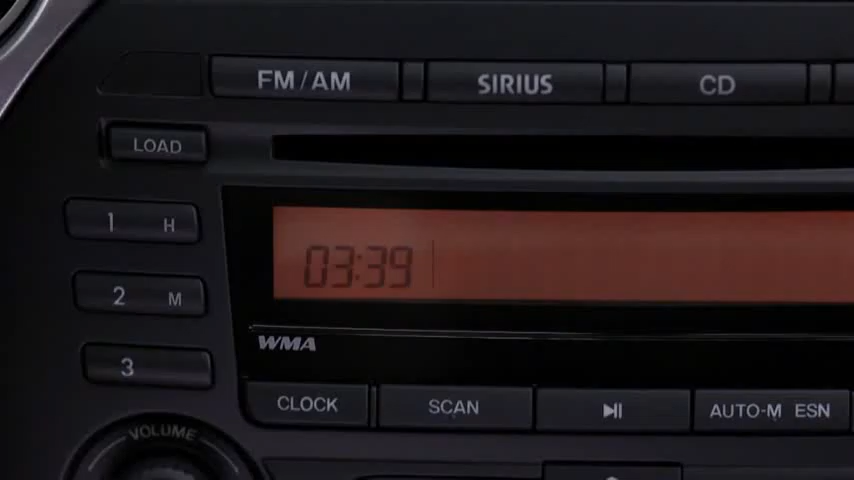 FM/AM SIRIUS CD
LOAD
1 H
03:39
2 M
WMA
3
CLOCK SCAN AUTO-M ESN
VOLUME